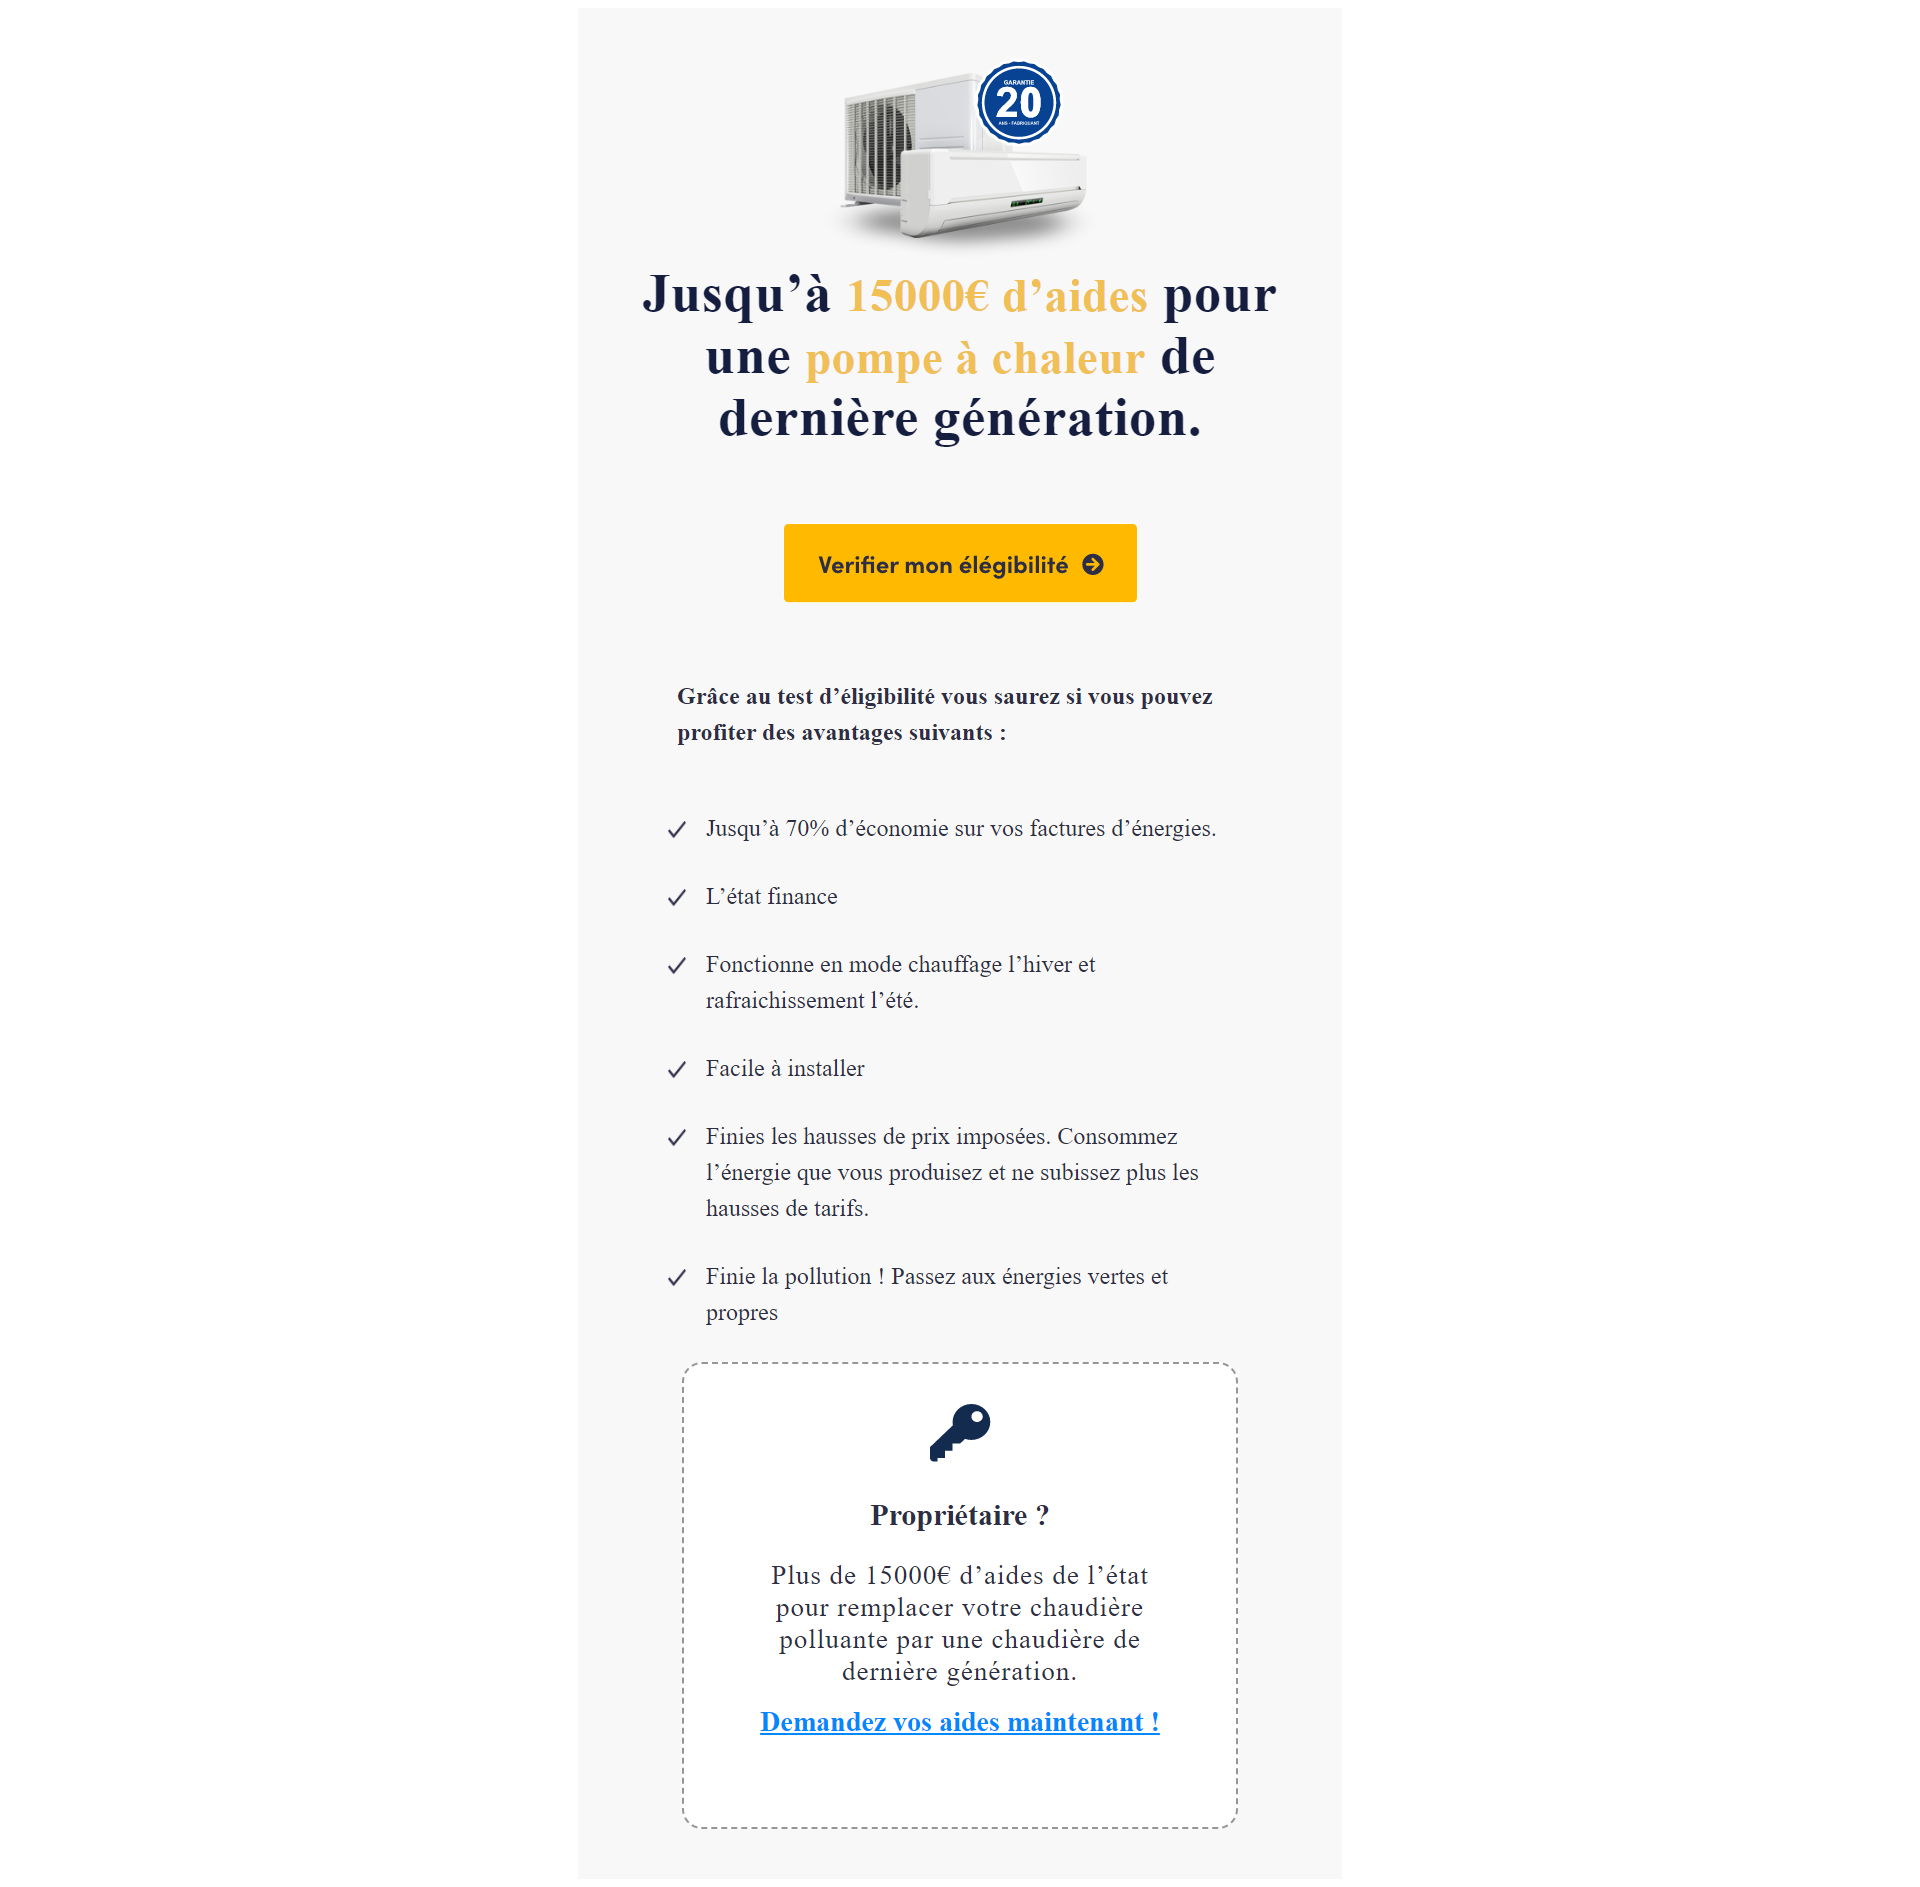 GARANTIE
20
ANS - FABRIQUANT
Jusqu’à 15000€ d’aides pour
une pompe à chaleur de
dernière génération.
Verifier mon élégibilité
Grâce au test d’éligibilité vous saurez si vous pouvez
profiter des avantages suivants :
Jusqu’à 70% d’économie sur vos factures d’énergies.
L’état finance
Fonctionne en mode chauffage l’hiver et
rafraichissement l’été.
Facile à installer
Finies les hausses de prix imposées. Consommez
l’énergie que vous produisez et ne subissez plus les
hausses de tarifs.
Finie la pollution ! Passez aux énergies vertes et
propres
Propriétaire ?
Plus de 15000€ d’aides de l’état
pour remplacer votre chaudière
polluante par une chaudière de
dernière génération.
Demandez vos aides maintenant !